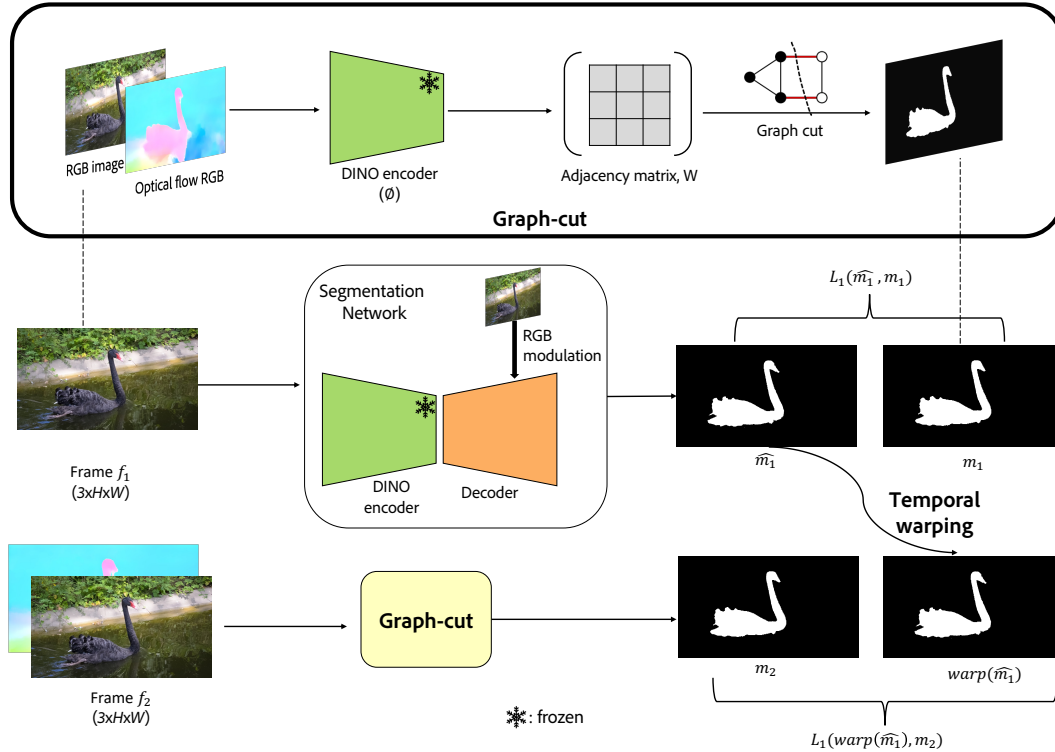 RGB image
Optical flow RGB
DINO encoder
(Ø)
Adjacency matrix, W
Graph cut
Graph-cut
Segmentation
Network
RGB
modulation
DINO
encoder
Decoder
Frame f₁
(3xHxW)
L₁(m̂₁, m₁)
m̂₁
m₁
Temporal
warping
Graph-cut
Frame f₂
(3xHxW)
m₂
warp(m̂₁)
: frozen
L₁(warp(m̂₁), m₂)